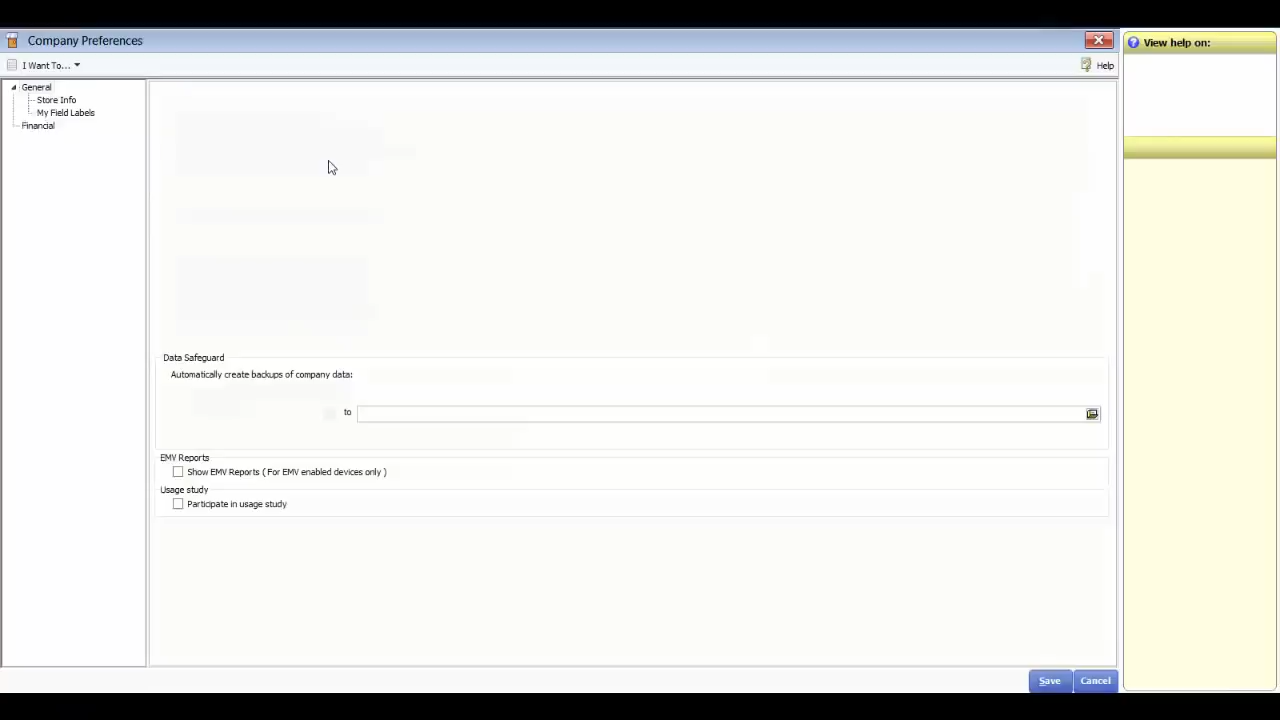 Company Preferences
View help on:
I Want To...
Help
General
Store Info
My Field Labels
Financial
Data Safeguard
Automatically create backups of company data:
to
EMV Reports
Show EMV Reports ( For EMV enabled devices only )
Usage study
Participate in usage study
Save
Cancel